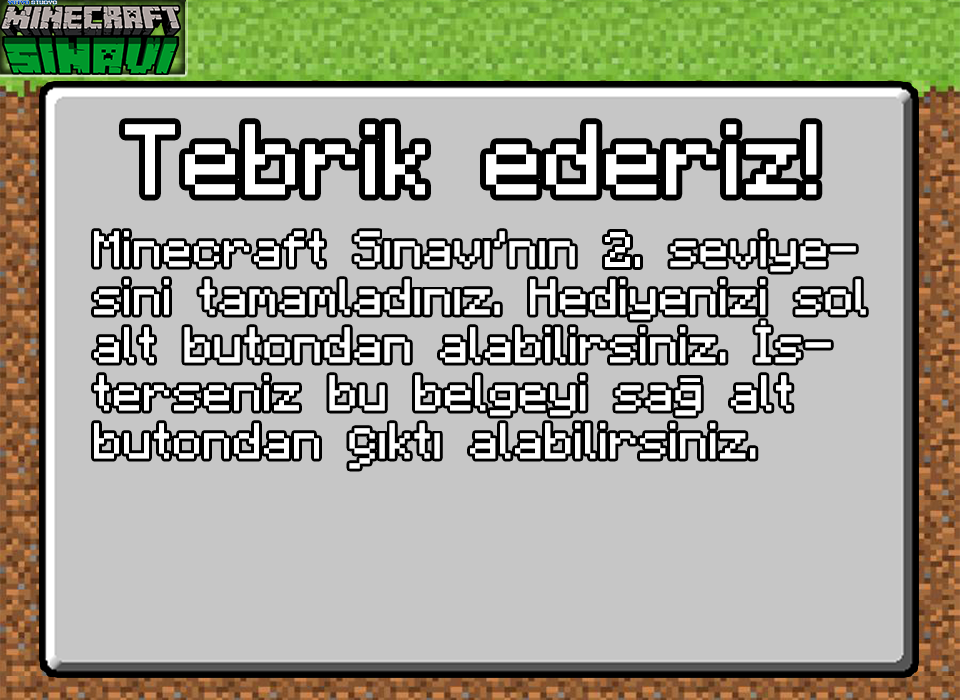 MINECRAFT
SINAVI
Tebrik ederiz!
Minecraft Sınavı'nın 2. seviye-
sini tamamladınız. Hediyenizi sol
alt butondan alabilirsiniz. İs-
terseniz bu belgeyi sağ alt
butondan çıktı alabilirsiniz.